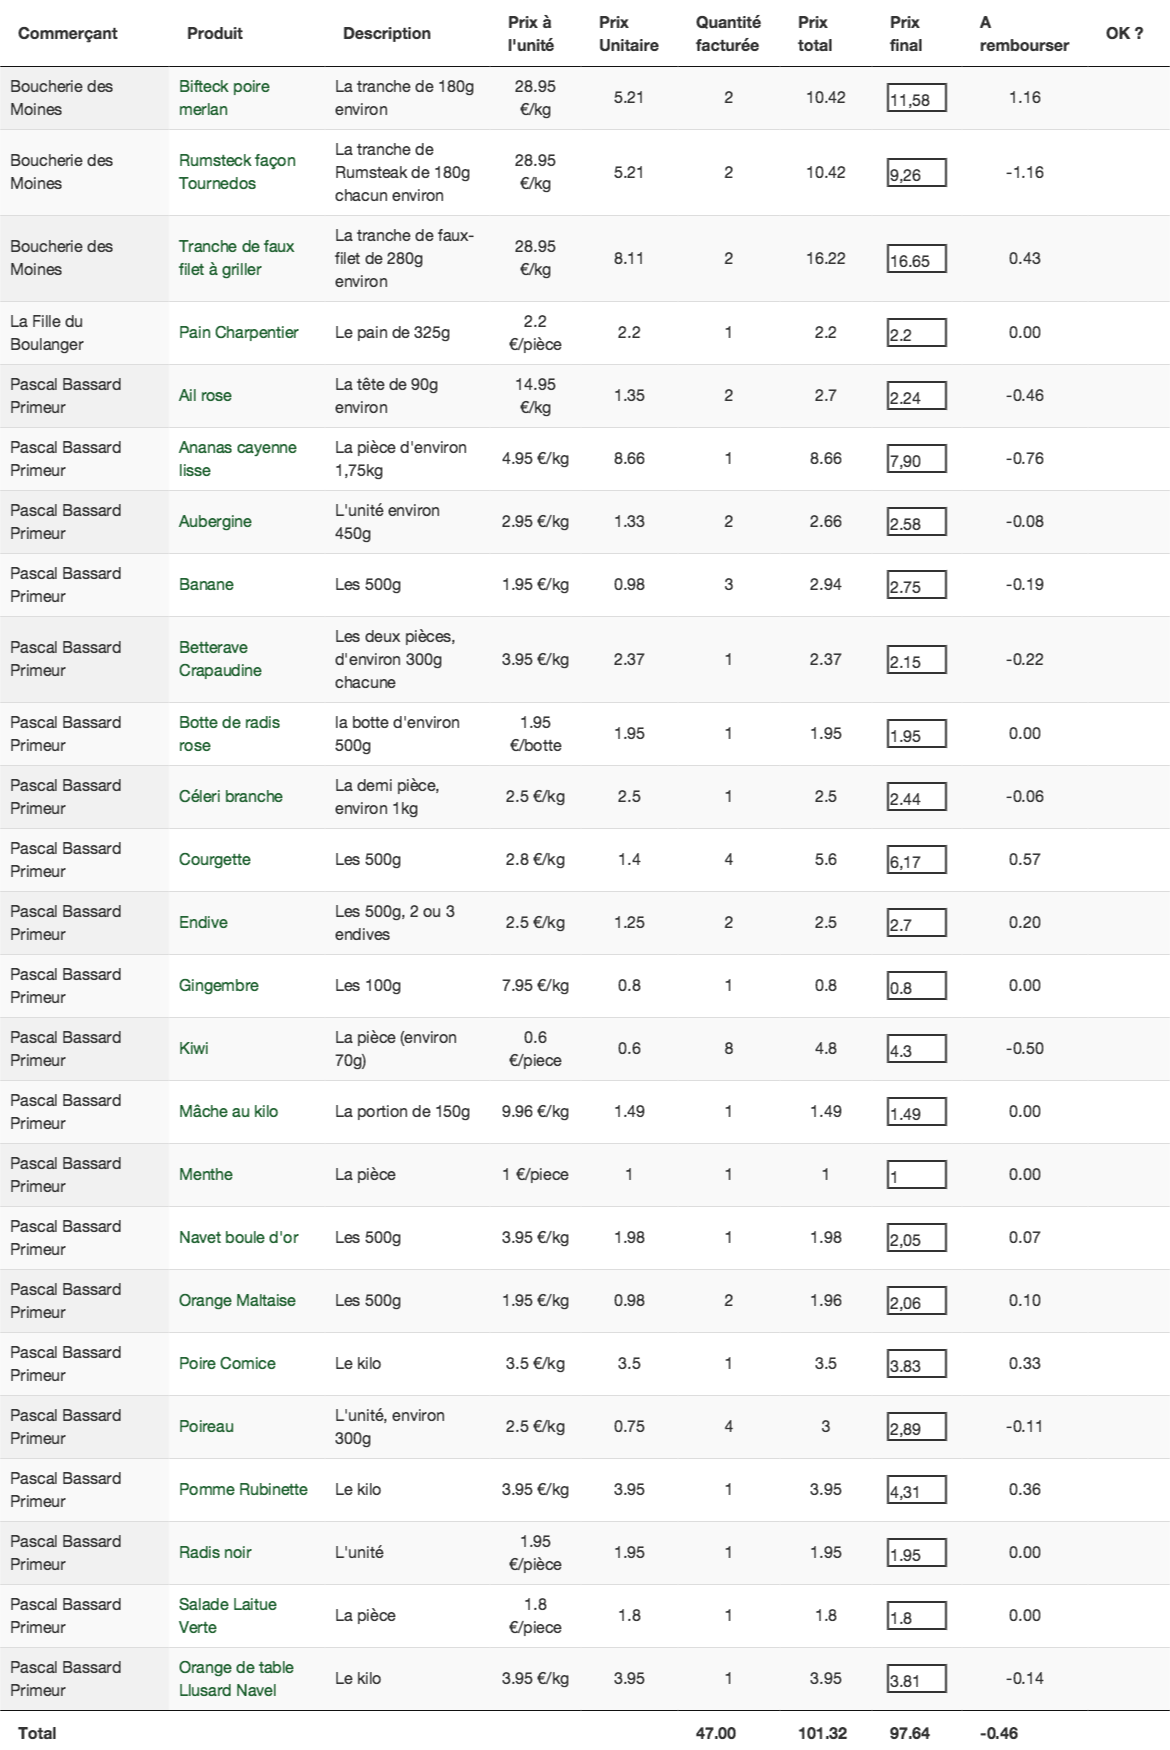 Commerçant Produit Description Prix à l'unité Prix Unitaire Quantité facturée Prix total Prix final A rembourser OK ?
Boucherie des Moines Bifteck poire merlan La tranche de 180g environ 28.95 €/kg 5.21 2 10.42 11,58 1.16
Boucherie des Moines Rumsteck façon Tournedos La tranche de Rumsteak de 180g chacun environ 28.95 €/kg 5.21 2 10.42 9,26 -1.16
Boucherie des Moines Tranche de faux filet à griller La tranche de faux-filet de 280g environ 28.95 €/kg 8.11 2 16.22 16.65 0.43
La Fille du Boulanger Pain Charpentier Le pain de 325g 2.2 €/pièce 2.2 1 2.2 2.2 0.00
Pascal Bassard Primeur Ail rose La tête de 90g environ 14.95 €/kg 1.35 2 2.7 2.24 -0.46
Pascal Bassard Primeur Ananas cayenne lisse La pièce d'environ 1,75kg 4.95 €/kg 8.66 1 8.66 7,90 -0.76
Pascal Bassard Primeur Aubergine L'unité environ 450g 2.95 €/kg 1.33 2 2.66 2.58 -0.08
Pascal Bassard Primeur Banane Les 500g 1.95 €/kg 0.98 3 2.94 2.75 -0.19
Pascal Bassard Primeur Betterave Crapaudine Les deux pièces, d'environ 300g chacune 3.95 €/kg 2.37 1 2.37 2.15 -0.22
Pascal Bassard Primeur Botte de radis rose la botte d'environ 500g 1.95 €/botte 1.95 1 1.95 1.95 0.00
Pascal Bassard Primeur Céleri branche La demi pièce, environ 1kg 2.5 €/kg 2.5 1 2.5 2.44 -0.06
Pascal Bassard Primeur Courgette Les 500g 2.8 €/kg 1.4 4 5.6 6,17 0.57
Pascal Bassard Primeur Endive Les 500g, 2 ou 3 endives 2.5 €/kg 1.25 2 2.5 2.7 0.20
Pascal Bassard Primeur Gingembre Les 100g 7.95 €/kg 0.8 1 0.8 0.8 0.00
Pascal Bassard Primeur Kiwi La pièce (environ 70g) 0.6 €/piece 0.6 8 4.8 4.3 -0.50
Pascal Bassard Primeur Mâche au kilo La portion de 150g 9.96 €/kg 1.49 1 1.49 1.49 0.00
Pascal Bassard Primeur Menthe La pièce 1 €/piece 1 1 1 1 0.00
Pascal Bassard Primeur Navet boule d'or Les 500g 3.95 €/kg 1.98 1 1.98 2,05 0.07
Pascal Bassard Primeur Orange Maltaise Les 500g 1.95 €/kg 0.98 2 1.96 2,06 0.10
Pascal Bassard Primeur Poire Comice Le kilo 3.5 €/kg 3.5 1 3.5 3.83 0.33
Pascal Bassard Primeur Poireau L'unité, environ 300g 2.5 €/kg 0.75 4 3 2,89 -0.11
Pascal Bassard Primeur Pomme Rubinette Le kilo 3.95 €/kg 3.95 1 3.95 4,31 0.36
Pascal Bassard Primeur Radis noir L'unité 1.95 €/pièce 1.95 1 1.95 1.95 0.00
Pascal Bassard Primeur Salade Laitue Verte La pièce 1.8 €/piece 1.8 1 1.8 1.8 0.00
Pascal Bassard Primeur Orange de table Llusard Navel Le kilo 3.95 €/kg 3.95 1 3.95 3.81 -0.14
Total 47.00 101.32 97.64 -0.46